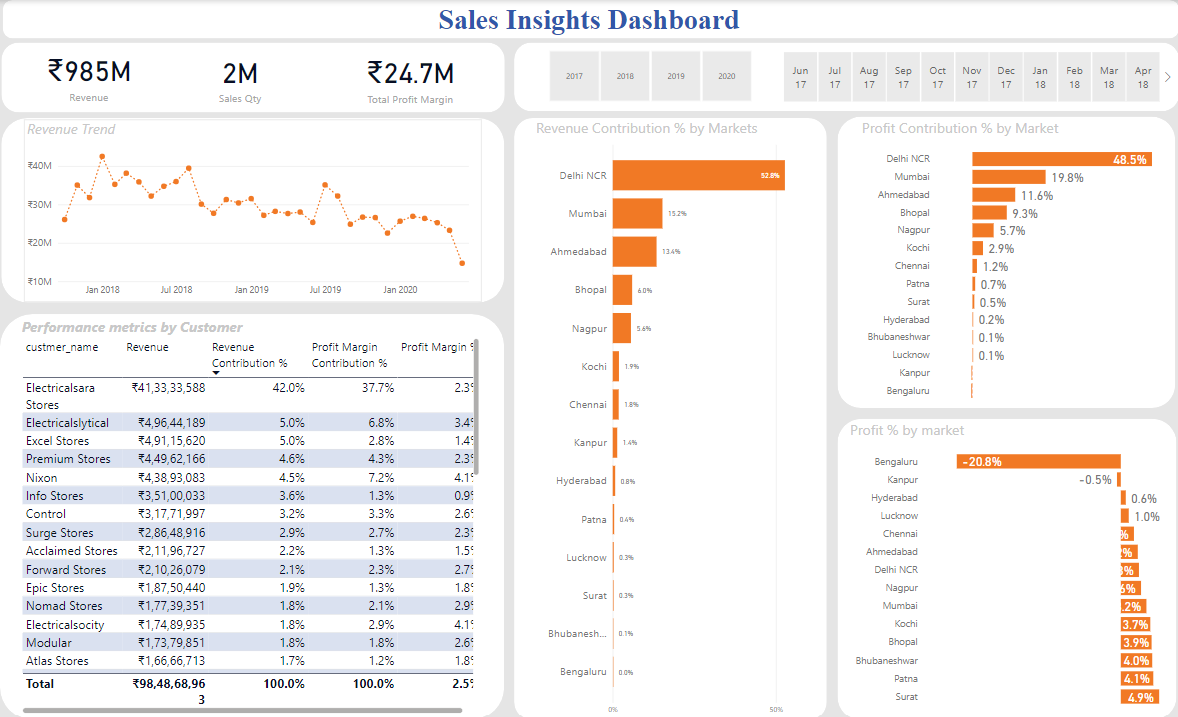 Sales Insights Dashboard
₹985M
Revenue
2M
Sales Qty
₹24.7M
Total Profit Margin
2017 2018 2019 2020
Jun 17 Jul 17 Aug 17 Sep 17 Oct 17 Nov 17 Dec 17 Jan 18 Feb 18 Mar 18 Apr 18
Revenue Trend
₹40M
₹30M
₹20M
₹10M
Jan 2018 Jul 2018 Jan 2019 Jul 2019 Jan 2020
Performance metrics by Customer
custmer_name Revenue Revenue Contribution % Profit Margin Contribution % Profit Margin %
Electricalsara Stores ₹41,33,33,588 42.0% 37.7% 2.3%
Electricalslytical ₹4,96,44,189 5.0% 6.8% 3.4%
Excel Stores ₹4,91,15,620 5.0% 2.8% 1.4%
Premium Stores ₹4,49,62,166 4.6% 4.3% 2.3%
Nixon ₹4,38,93,083 4.5% 7.2% 4.1%
Info Stores ₹3,51,00,033 3.6% 1.3% 0.9%
Control ₹3,17,71,997 3.2% 3.3% 2.6%
Surge Stores ₹2,86,48,916 2.9% 2.7% 2.3%
Acclaimed Stores ₹2,11,96,727 2.2% 1.3% 1.5%
Forward Stores ₹2,10,26,079 2.1% 2.3% 2.7%
Epic Stores ₹1,87,50,440 1.9% 1.3% 1.8%
Nomad Stores ₹1,77,39,351 1.8% 2.1% 2.9%
Electricalsocity ₹1,74,89,935 1.8% 2.9% 4.1%
Modular ₹1,73,79,851 1.8% 1.8% 2.6%
Atlas Stores ₹1,66,66,713 1.7% 1.2% 1.8%
Total ₹98,48,68,963 100.0% 100.0% 2.5%
Revenue Contribution % by Markets
Delhi NCR 52.8%
Mumbai 15.2%
Ahmedabad 13.4%
Bhopal 6.0%
Nagpur 5.6%
Kochi 1.9%
Chennai 1.8%
Kanpur 1.4%
Hyderabad 0.8%
Patna 0.4%
Lucknow 0.3%
Surat 0.3%
Bhubanesh... 0.1%
Bengaluru 0.0%
0% 50%
Profit Contribution % by Market
Delhi NCR 48.5%
Mumbai 19.8%
Ahmedabad 11.6%
Bhopal 9.3%
Nagpur 5.7%
Kochi 2.9%
Chennai 1.2%
Patna 0.7%
Surat 0.5%
Hyderabad 0.2%
Bhubaneshwar 0.1%
Lucknow 0.1%
Kanpur
Bengaluru
Profit % by market
Bengaluru -20.8%
Kanpur -0.5%
Hyderabad 0.6%
Lucknow 1.0%
Chennai %
Ahmedabad
Delhi NCR
Nagpur
Mumbai .2%
Kochi 3.7%
Bhopal 3.9%
Bhubaneshwar 4.0%
Patna 4.1%
Surat 4.9%